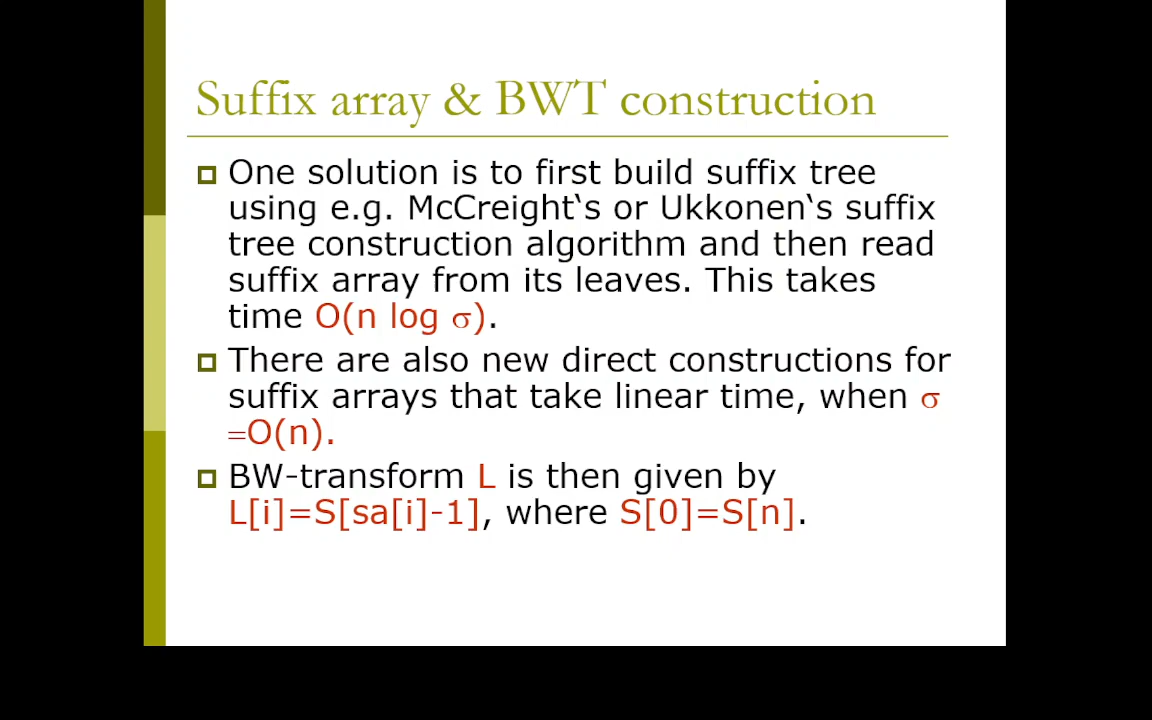 Suffix array & BWT construction
One solution is to first build suffix tree
using e.g. McCreight‘s or Ukkonen‘s suffix
tree construction algorithm and then read
suffix array from its leaves. This takes
time O(n log σ).
There are also new direct constructions for
suffix arrays that take linear time, when σ
=O(n).
BW-transform L is then given by
L[i]=S[sa[i]-1], where S[0]=S[n].